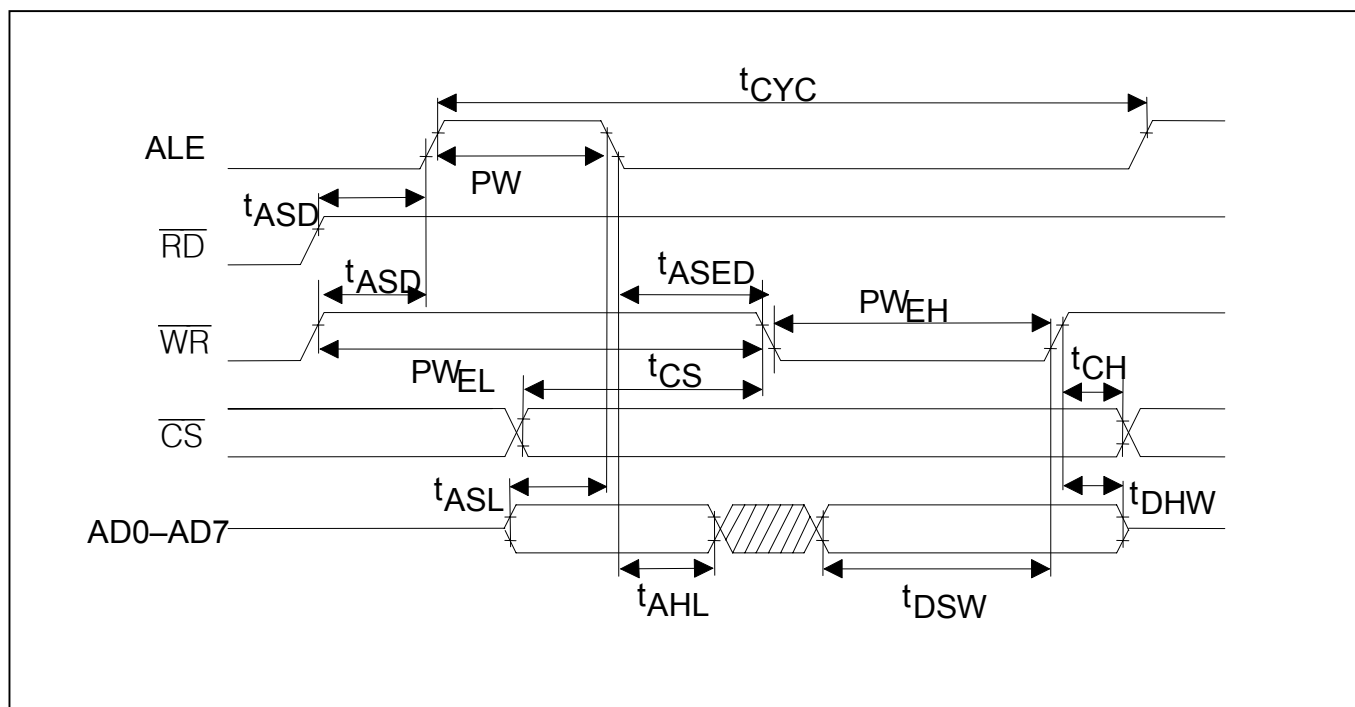 tCYC
ALE
PW
tASD
RD
tASD
tASED
PWEH
WR
PWEL
tCS
tCH
CS
tASL
tDHW
AD0–AD7
tAHL
tDSW